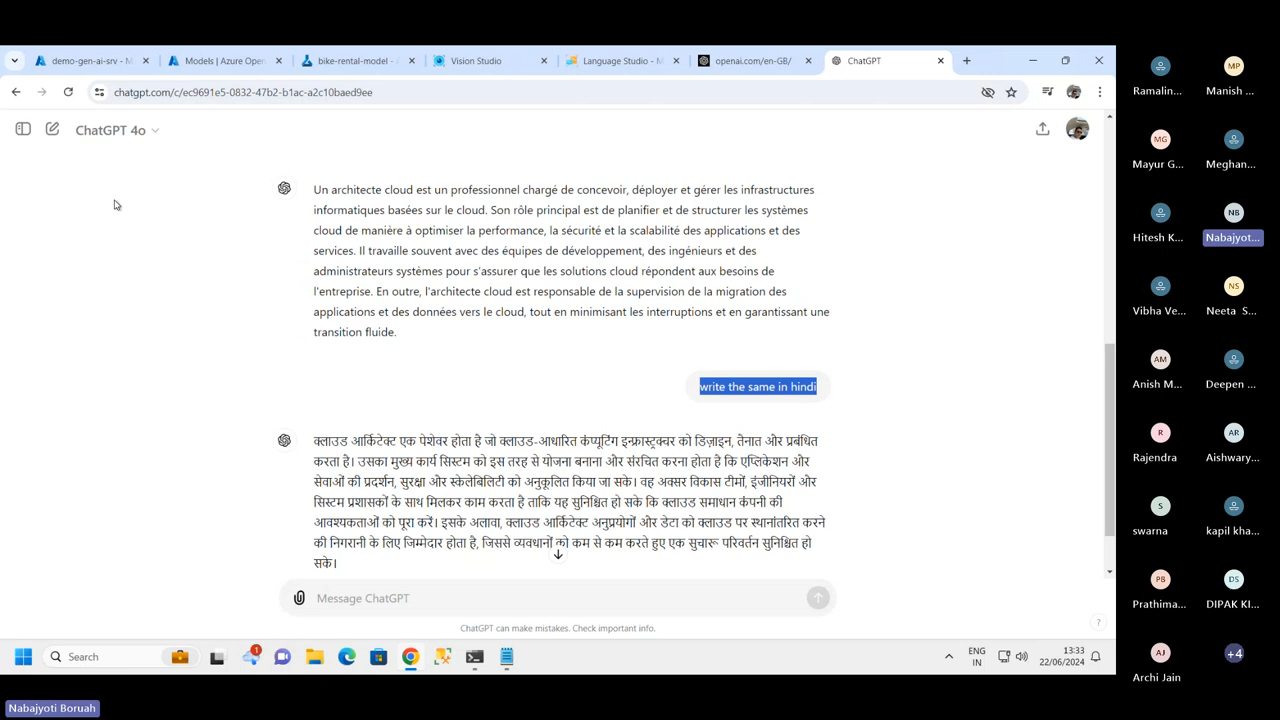 demo-gen-ai-srv - M
Models | Azure Open
bike-rental-model - A
Vision Studio
Language Studio - M
openai.com/en-GB/
ChatGPT
chatgpt.com/c/ec9691e5-0832-47b2-b1ac-a2c10baed9ee
ChatGPT 4o
Un architecte cloud est un professionnel chargé de concevoir, déployer et gérer les infrastructures
informatiques basées sur le cloud. Son rôle principal est de planifier et de structurer les systèmes
cloud de manière à optimiser la performance, la sécurité et la scalabilité des applications et des
services. Il travaille souvent avec des équipes de développement, des ingénieurs et des
administrateurs systèmes pour s'assurer que les solutions cloud répondent aux besoins de
l'entreprise. En outre, l'architecte cloud est responsable de la supervision de la migration des
applications et des données vers le cloud, tout en minimisant les interruptions et en garantissant une
transition fluide.
write the same in hindi
क्लाउड आर्किटेक्ट एक पेशेवर होता है जो क्लाउड-आधारित कंप्यूटिंग इन्फ्रास्ट्रक्चर को डिज़ाइन, तैनात और प्रबंधित
करता है। उसका मुख्य कार्य सिस्टम को इस तरह से योजना बनाना और संरचित करना होता है कि एप्लिकेशन और
सेवाओं की प्रदर्शन, सुरक्षा और स्केलेबिलिटी को अनुकूलित किया जा सके। वह अक्सर विकास टीमों, इंजीनियरों और
सिस्टम प्रशासकों के साथ मिलकर काम करता है ताकि यह सुनिश्चित हो सके कि क्लाउड समाधान कंपनी की
आवश्यकताओं को पूरा करें। इसके अलावा, क्लाउड आर्किटेक्ट अनुप्रयोगों और डेटा को क्लाउड पर स्थानांतरित करने
की निगरानी के लिए जिम्मेदार होता है, जिससे व्यवधानों को कम से कम करते हुए एक सुचारू परिवर्तन सुनिश्चित हो
सके।
Message ChatGPT
ChatGPT can make mistakes. Check important info.
?
Search
1
ENG
IN
13:33
22/06/2024
MP
Ramalin...
Manish ...
MG
Mayur G...
Meghan...
NB
Hitesh K...
Nabajyot...
NS
Vibha Ve...
Neeta S...
AM
Anish M...
Deepen ...
R
AR
Rajendra
Aishwary...
S
swarna
kapil kha...
PB
DS
Prathima...
DIPAK KI...
AJ
+4
Archi Jain
Nabajyoti Boruah